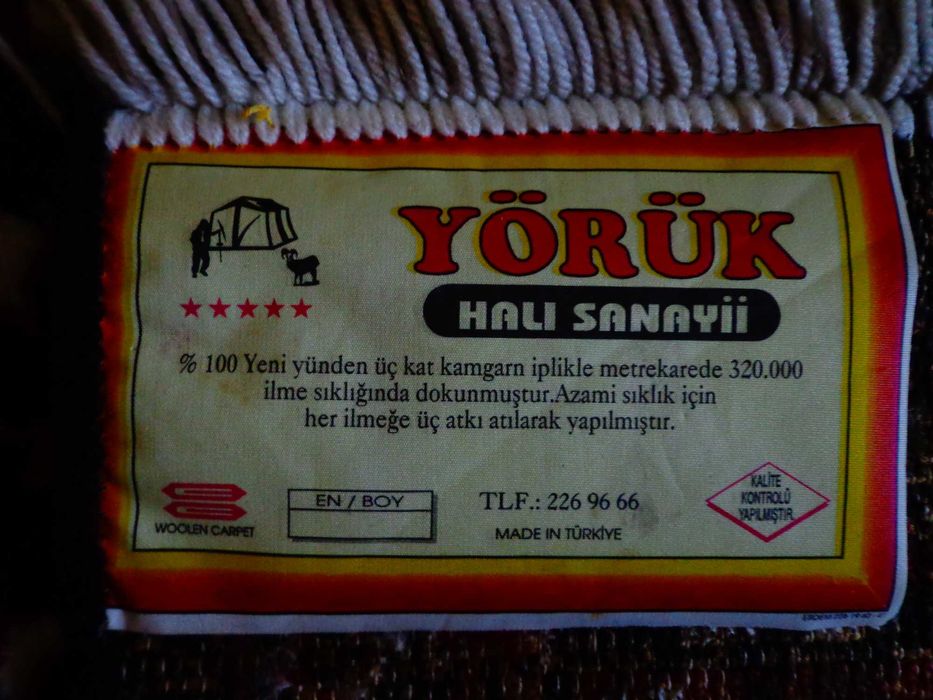 YÖRÜK
HALI SANAYİİ
% 100 Yeni yünden üç kat kamgarn iplikle metrekarede 320.000
ilme sıklığında dokunmuştur.Azami sıklık için
her ilmeğe üç atkı atılarak yapılmıştır.
WOOLEN CARPET
EN / BOY
TLF.: 226 96 66
MADE IN TÜRKİYE
KALİTE
KONTROLÜ
YAPILMIŞTIR